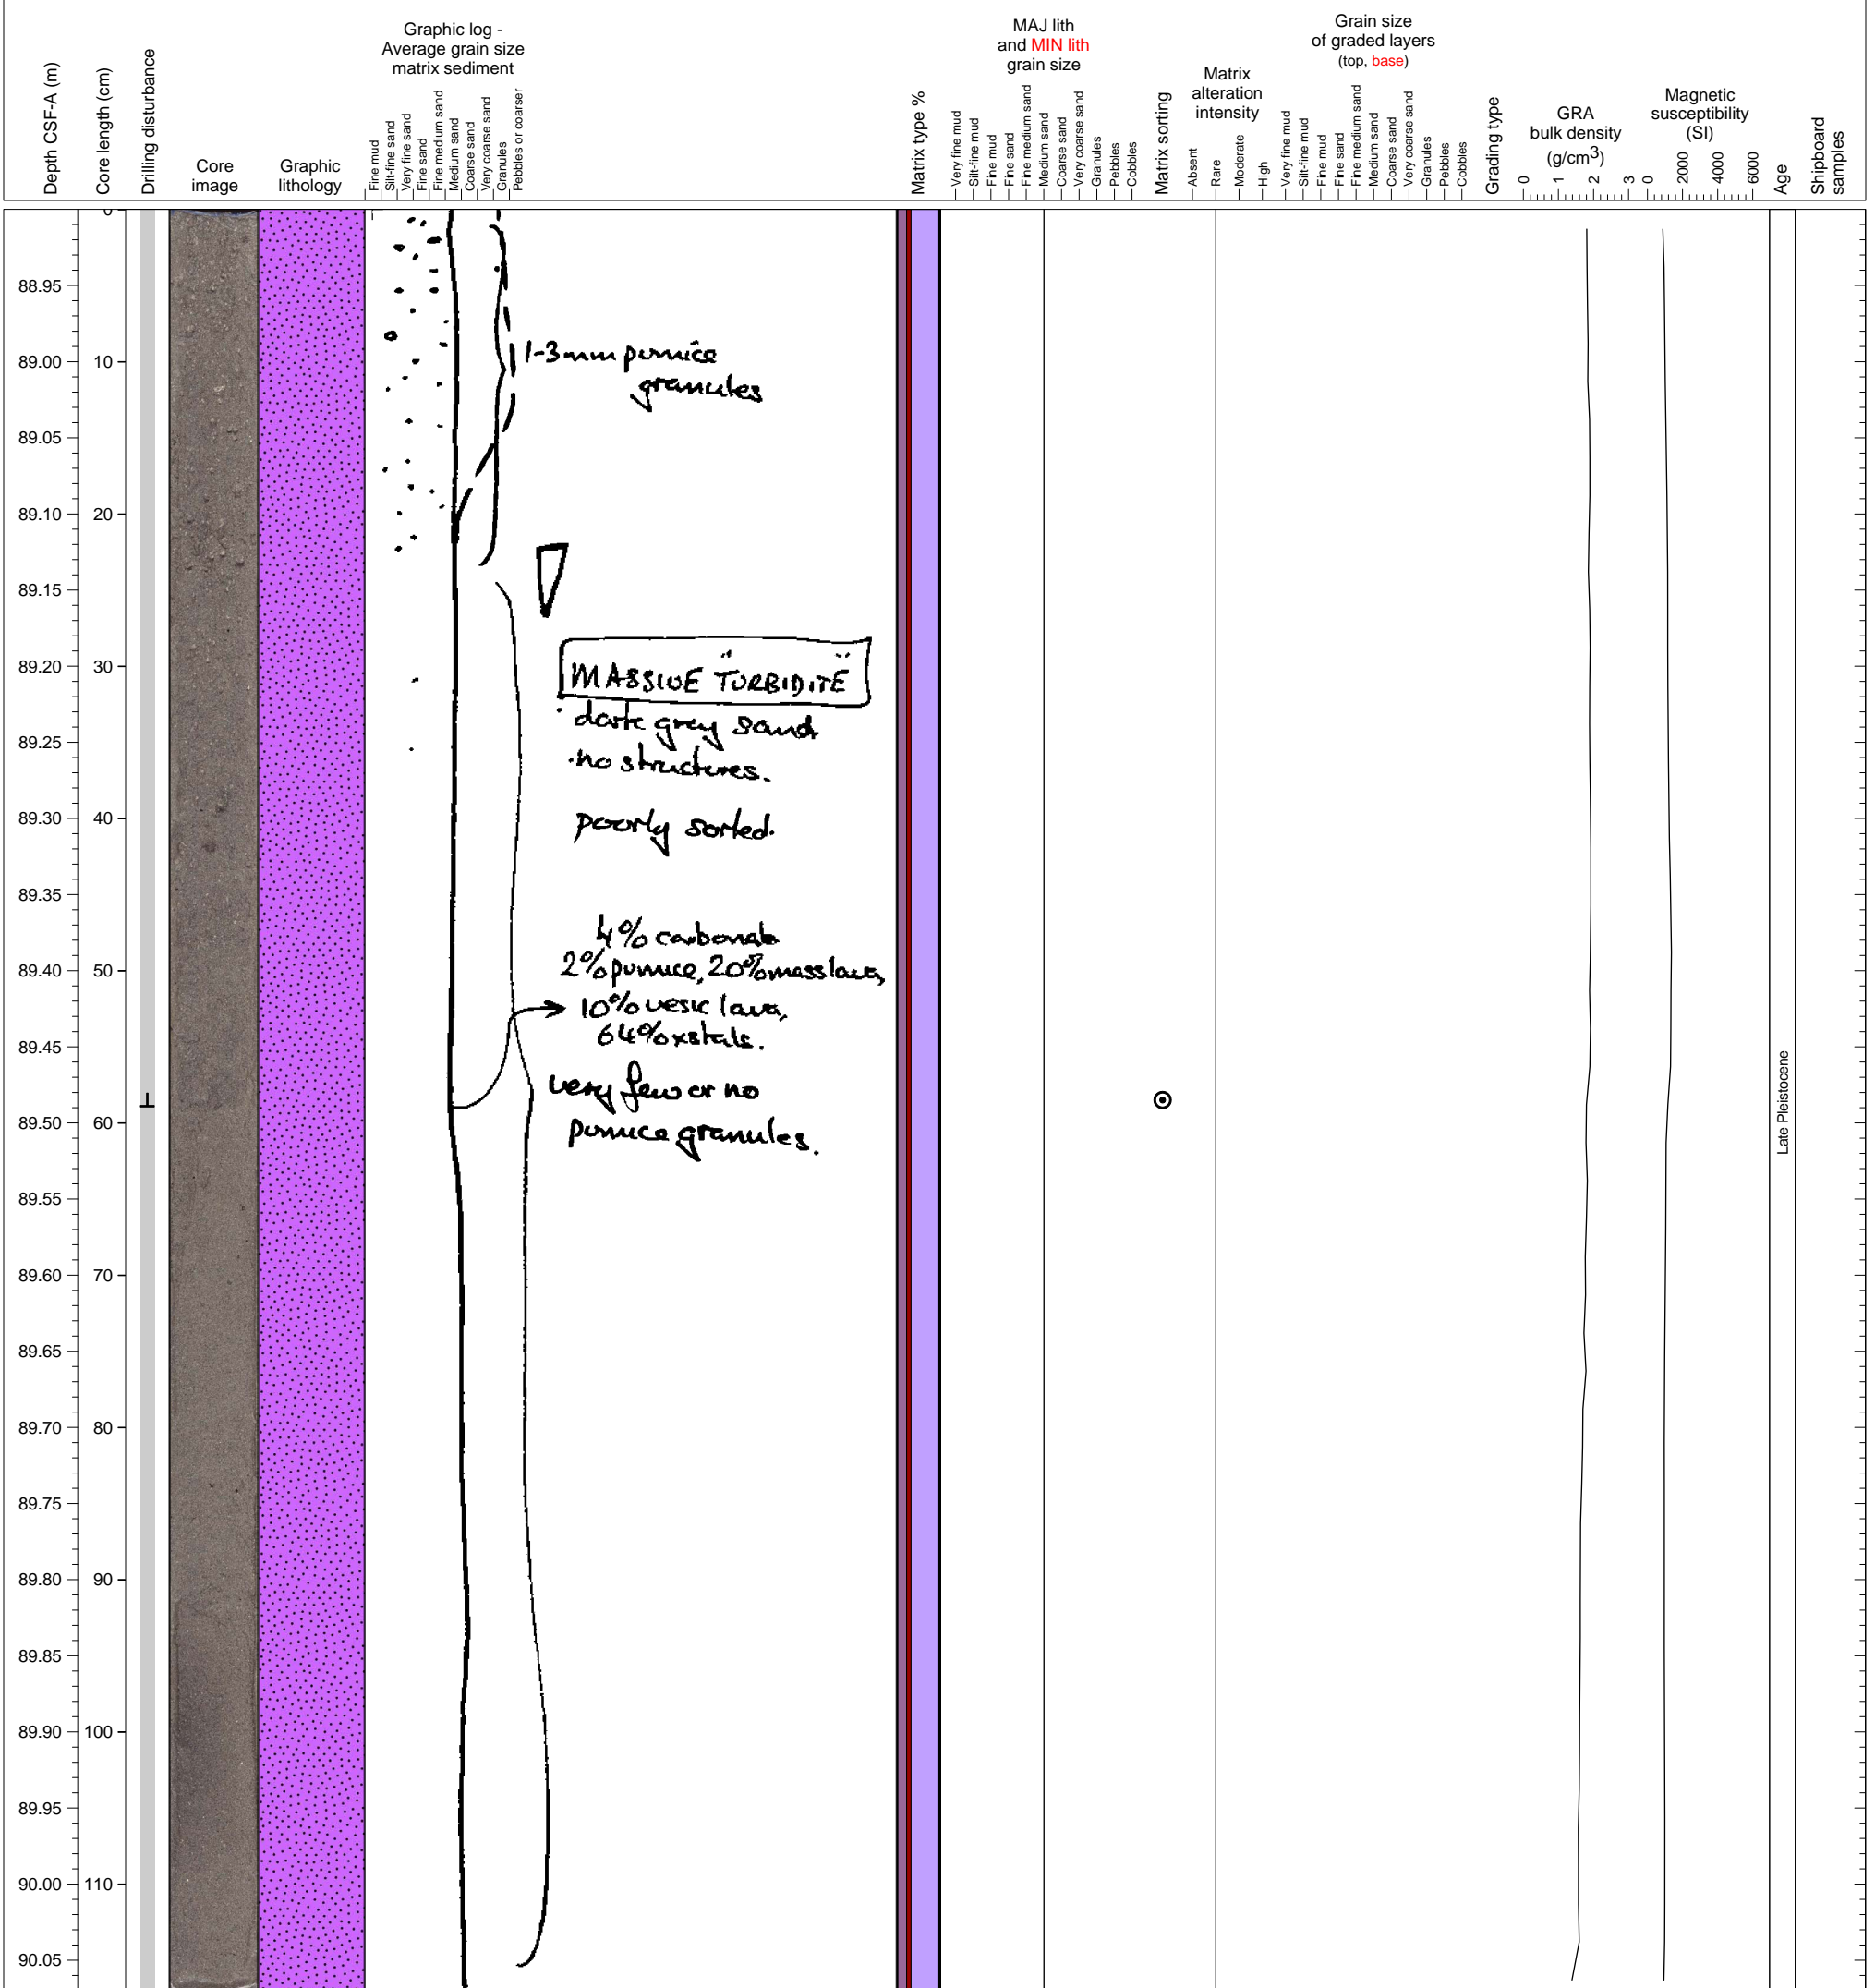 Depth CSF-A (m)
Core length (cm)
Drilling disturbance
Core
image
Graphic
lithology
Graphic log -
Average grain size
matrix sediment
Fine mud
Silt-fine sand
Very fine sand
Fine sand
Fine medium sand
Medium sand
Coarse sand
Very coarse sand
Granules
Pebbles or coarser
Matrix type %
MAJ lith
and MIN lith
grain size
Very fine mud
Silt-fine mud
Fine mud
Fine sand
Fine medium sand
Medium sand
Coarse sand
Very coarse sand
Granules
Pebbles
Cobbles
Matrix sorting
Matrix
alteration
intensity
Absent
Rare
Moderate
High
Grain size
of graded layers
(top, base)
Very fine mud
Silt-fine mud
Fine mud
Fine sand
Fine medium sand
Medium sand
Coarse sand
Very coarse sand
Granules
Pebbles
Cobbles
Grading type
GRA
bulk density
(g/cm3)
0 1 2 3
Magnetic
susceptibility
(SI)
0 2000 4000 6000
Age
Shipboard
samples
0
88.95
89.00 10
89.05
89.10 20
89.15
89.20 30
89.25
89.30 40
89.35
89.40 50
89.45
89.50 60
89.55
89.60 70
89.65
89.70 80
89.75
89.80 90
89.85
89.90 100
89.95
90.00 110
90.05
1-3mm pumice
granules
MASSIVE TURBIDITE
dark grey sand
no structures.
poorly sorted.
4% carbonate
2% pumice, 20% mass lava,
10% vesic lava,
64% xstals.
very few or no
pumice granules.
Late Pleistocene